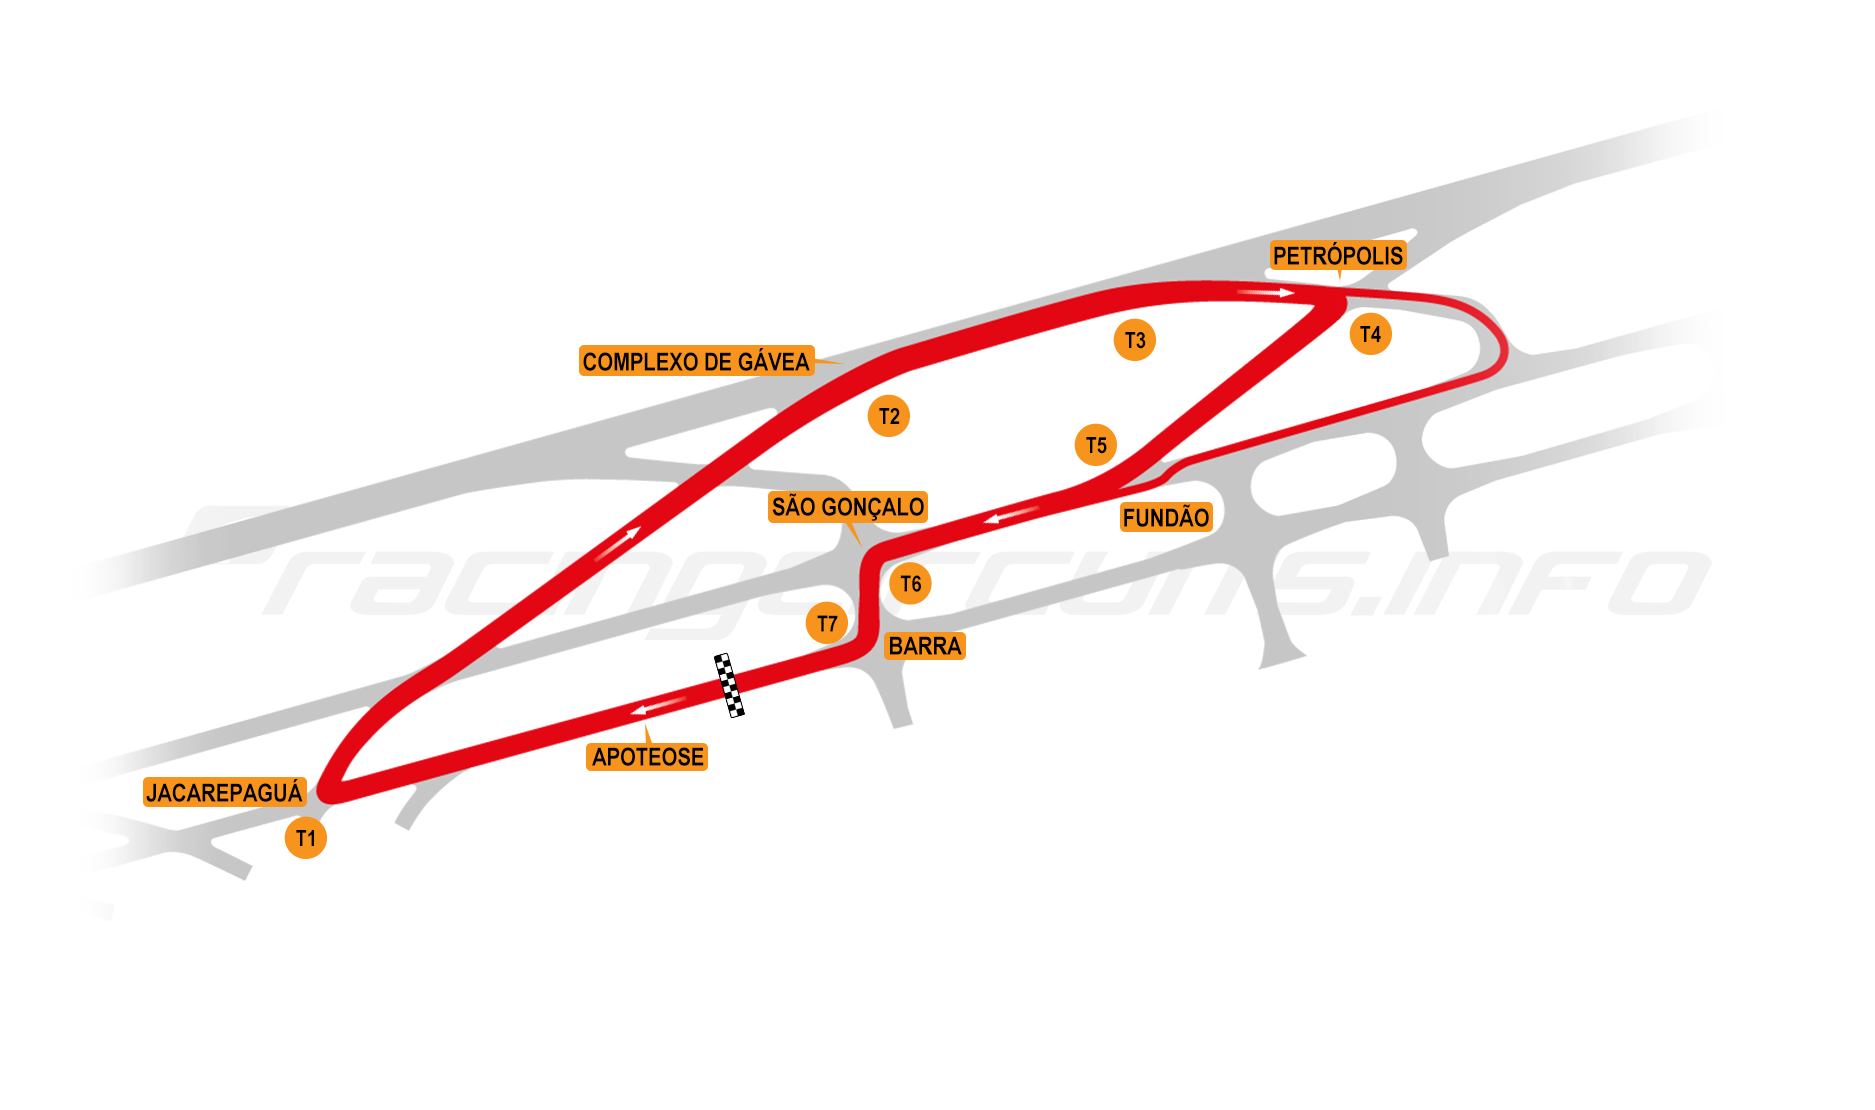 PETRÓPOLIS
T4
T3
COMPLEXO DE GÁVEA
T2
T5
SÃO GONÇALO
FUNDÃO
racingcircuits.info
T6
T7
BARRA
APOTEOSE
JACAREPAGUÁ
T1